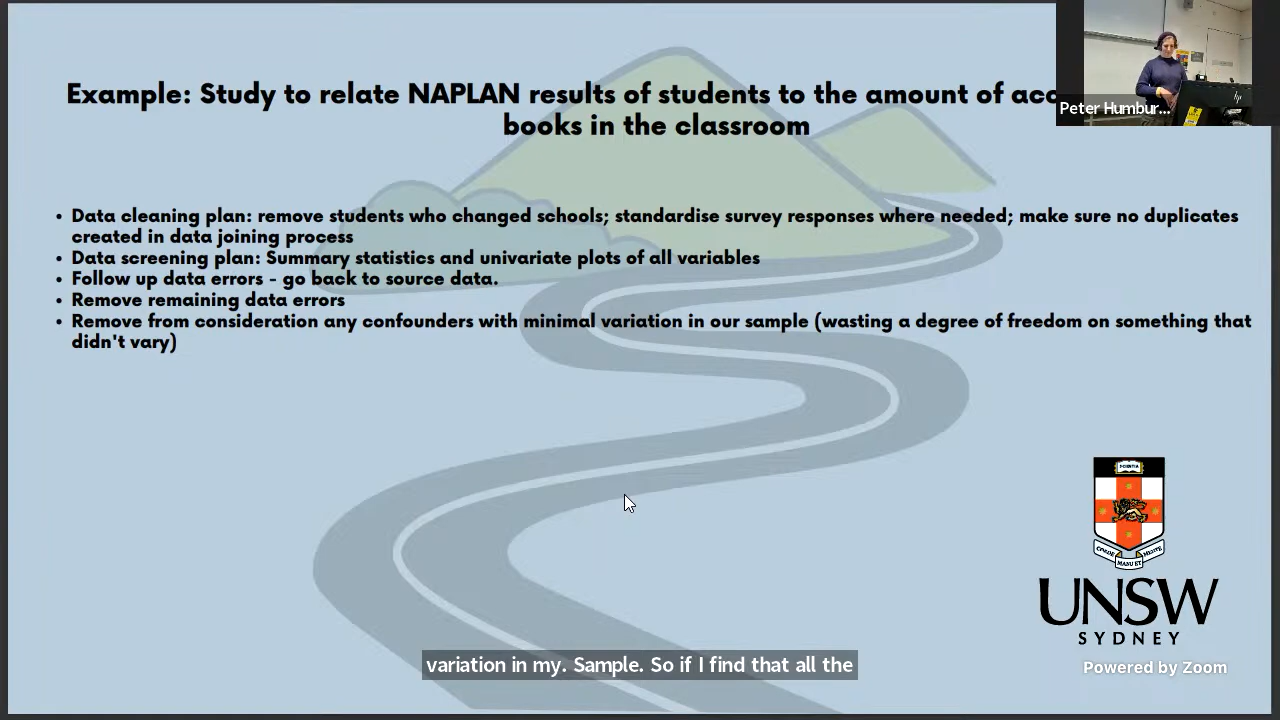 Example: Study to relate NAPLAN results of students to the amount of
books in the classroom
Peter Humbur...
• Data cleaning plan: remove students who changed schools; standardise survey responses where needed; make sure no duplicates
created in data joining process
• Data screening plan: Summary statistics and univariate plots of all variables
• Follow up data errors - go back to source data.
• Remove remaining data errors
• Remove from consideration any confounders with minimal variation in our sample (wasting a degree of freedom on something that
didn't vary)
SCIENTIA
MANU ET
MENTE
UNSW
SYDNEY
variation in my. Sample. So if I find that all the
Powered by Zoom